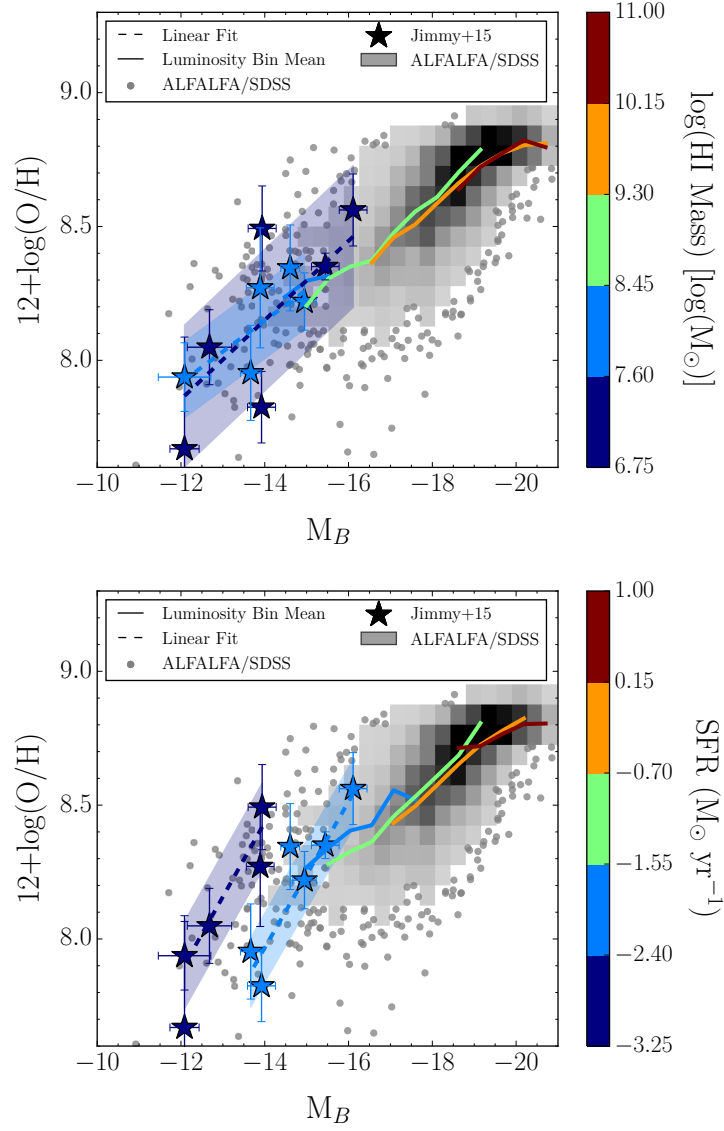 Linear Fit
Luminosity Bin Mean
ALFALFA/SDSS
Jimmy+15
ALFALFA/SDSS
9.0
8.5
8.0
12+log(O/H)
−10 −12 −14 −16 −18 −20
M_B
11.00
10.15
9.30
8.45
7.60
6.75
log(HI Mass) [log(M⊙)]
Luminosity Bin Mean
Linear Fit
ALFALFA/SDSS
Jimmy+15
ALFALFA/SDSS
9.0
8.5
8.0
12+log(O/H)
−10 −12 −14 −16 −18 −20
M_B
1.00
0.15
−0.70
−1.55
−2.40
−3.25
SFR (M⊙ yr⁻¹)